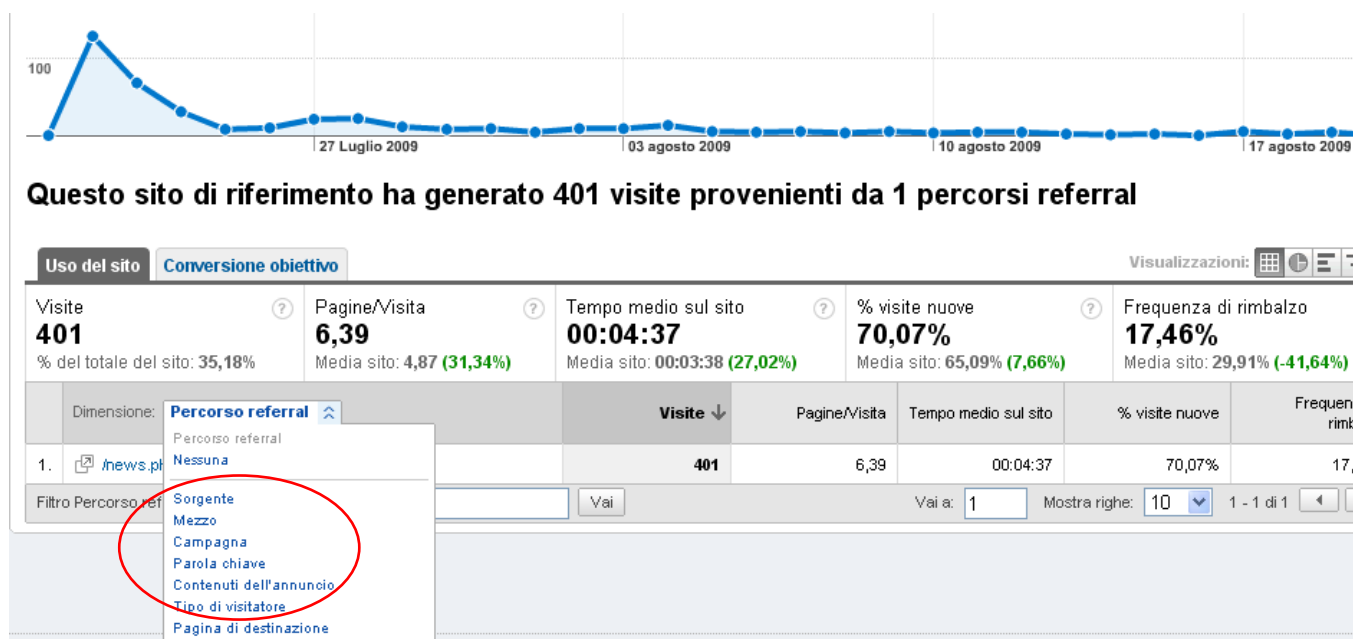 100
27 Luglio 2009 03 agosto 2009 10 agosto 2009 17 agosto 2009
Questo sito di riferimento ha generato 401 visite provenienti da 1 percorsi referral
Uso del sito Conversione obiettivo Visualizzazioni:
Visite ? Pagine/Visita ? Tempo medio sul sito ? % visite nuove ? Frequenza di rimbalzo
401 6,39 00:04:37 70,07% 17,46%
% del totale del sito: 35,18% Media sito: 4,87 (31,34%) Media sito: 00:03:38 (27,02%) Media sito: 65,09% (7,66%) Media sito: 29,91% (-41,64%)
Dimensione: Percorso referral Visite Pagine/Visita Tempo medio sul sito % visite nuove
Percorso referral
1. Nessuna 401 6,39 00:04:37 70,07%
Filtro Percorso Vai Vai a: 1 Mostra righe: 10 1 - 1 di 1
Sorgente
Mezzo
Campagna
Parola chiave
Contenuti dell'annuncio
Tipo di visitatore
Pagina di destinazione